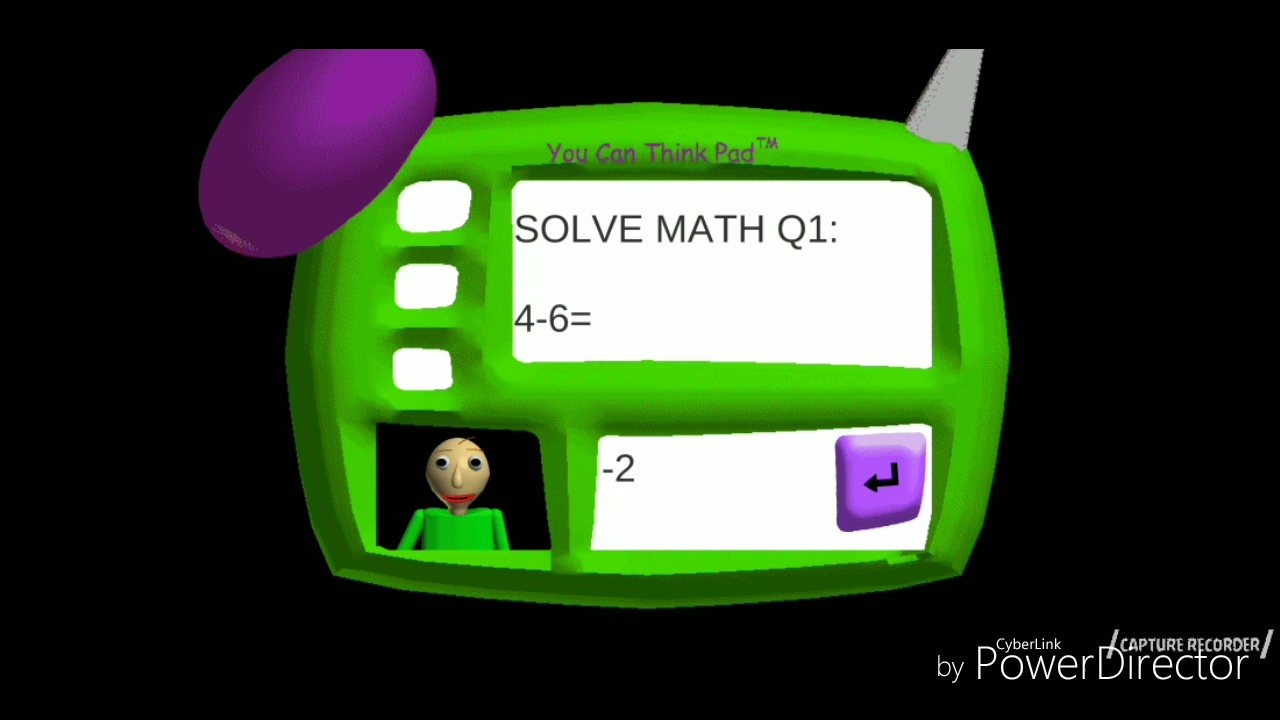 You Can Think Pad™
SOLVE MATH Q1:
4-6=
-2
CAPTURE RECORDER
CyberLink
by PowerDirector